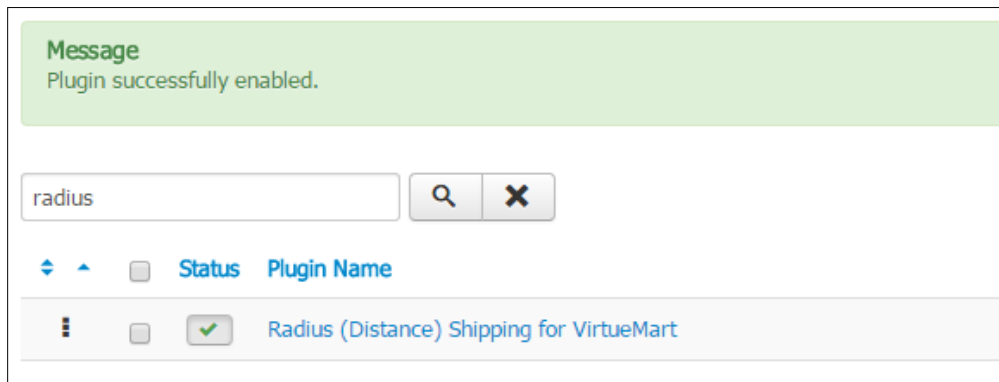 Message
Plugin successfully enabled.
radius
Status Plugin Name
Radius (Distance) Shipping for VirtueMart